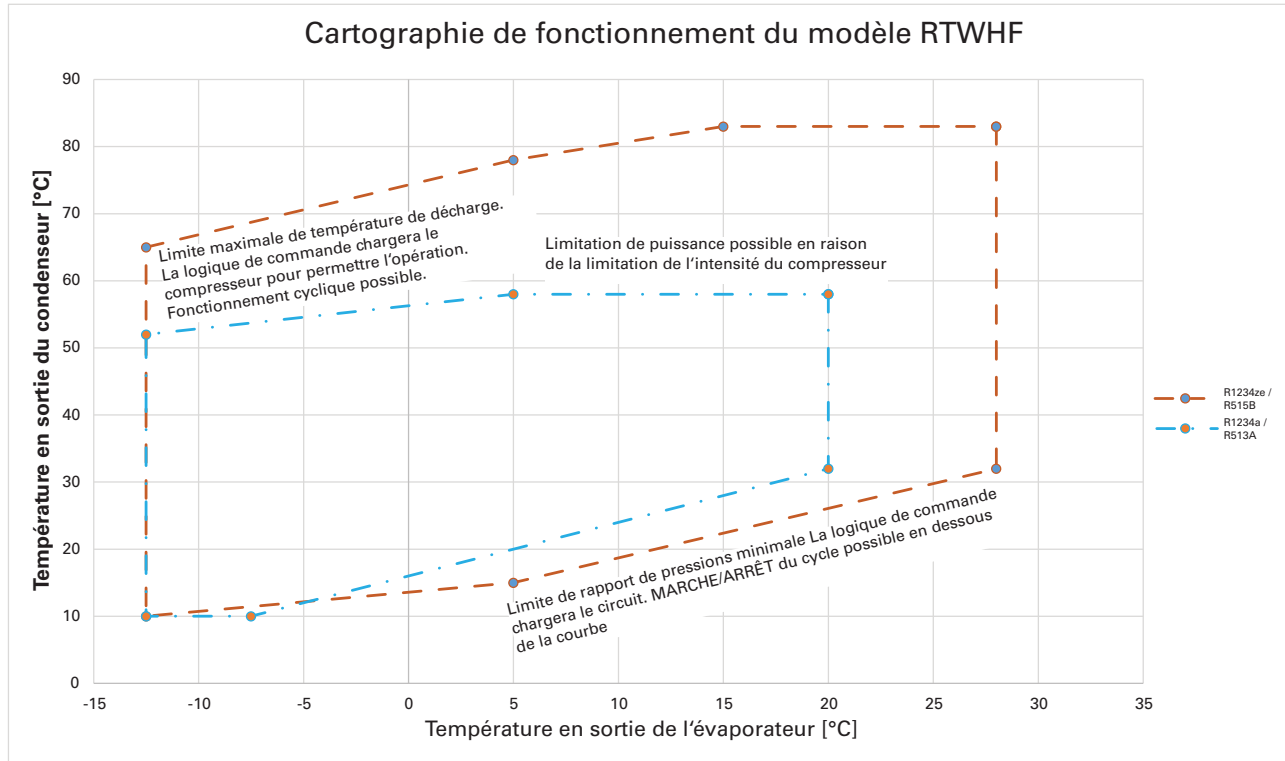 Cartographie de fonctionnement du modèle RTWHF
Température en sortie du condenseur [°C]
90
80
70
60
50
40
30
20
10
0
Limite maximale de température de décharge.
La logique de commande chargera le
compresseur pour permettre l'opération.
Fonctionnement cyclique possible.
Limitation de puissance possible en raison
de la limitation de l'intensité du compresseur
Limite de rapport de pressions minimale La logique de commande
chargera le circuit. MARCHE/ARRÊT du cycle possible en dessous
de la courbe
R1234ze /
R515B
R1234a /
R513A
-15
-10
-5
0
5
10
15
20
25
30
35
Température en sortie de l'évaporateur [°C]